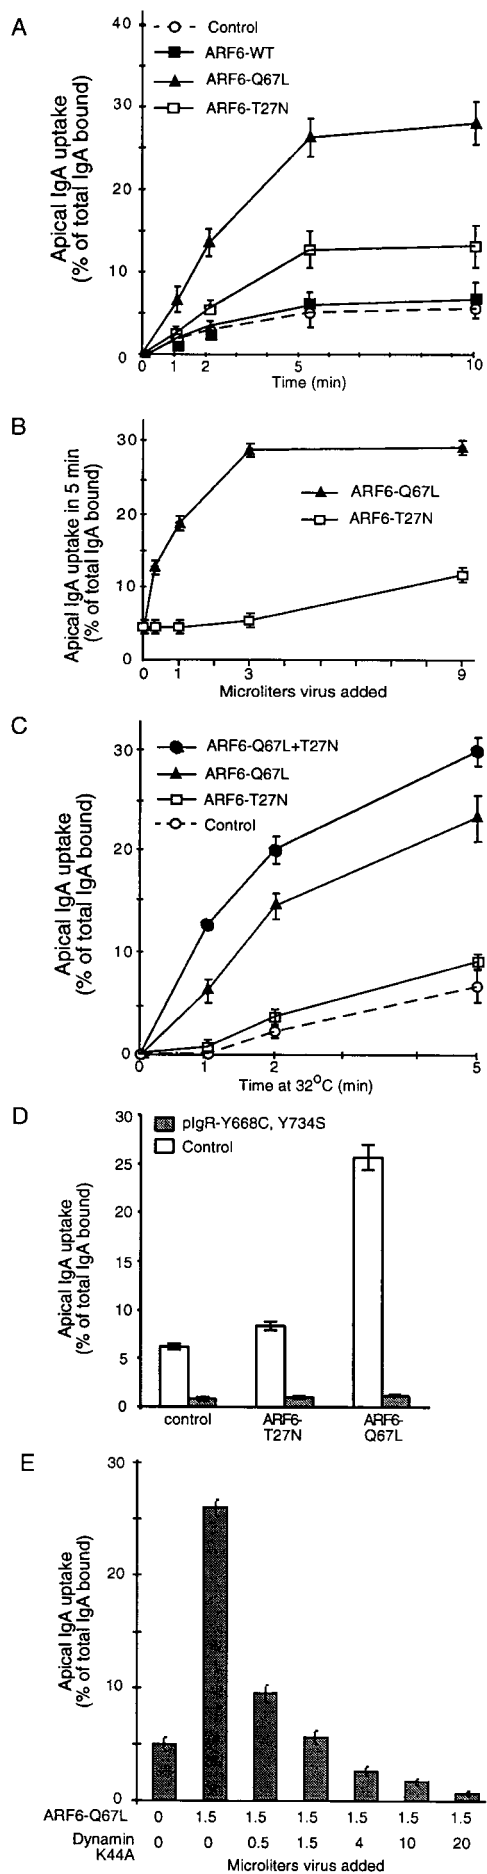 A
40
30
20
10
0
Apical IgA uptake
(% of total IgA bound)
Control
ARF6-WT
ARF6-Q67L
ARF6-T27N
0 1 2 5 10
Time (min)
B
30
20
10
0
Apical IgA uptake in 5 min
(% of total IgA bound)
ARF6-Q67L
ARF6-T27N
0 1 3 9
Microliters virus added
C
30
20
10
0
Apical IgA uptake
(% of total IgA bound)
ARF6-Q67L+T27N
ARF6-Q67L
ARF6-T27N
Control
0 1 2 5
Time at 32°C (min)
D
30
25
20
15
10
5
0
Apical IgA uptake
(% of total IgA bound)
pIgR-Y668C, Y734S
Control
control ARF6-T27N ARF6-Q67L
E
30
20
10
0
Apical IgA uptake
(% of total IgA bound)
ARF6-Q67L 0 1.5 1.5 1.5 1.5 1.5 1.5
Dynamin K44A 0 0 0.5 1.5 4 10 20
Microliters virus added